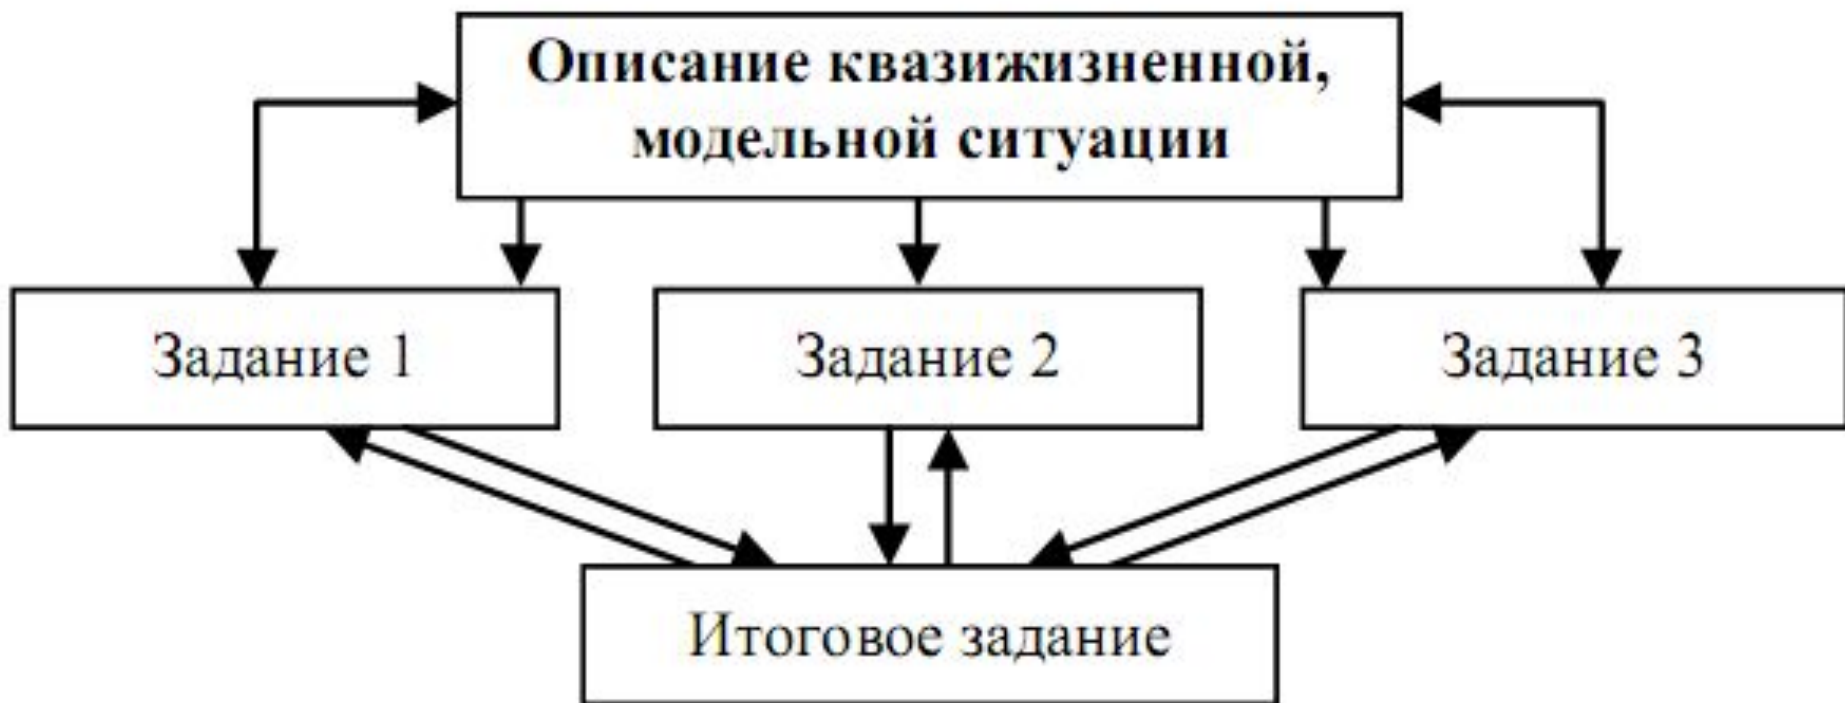 Описание квазижизненной,
модельной ситуации
Задание 1
Задание 2
Задание 3
Итоговое задание